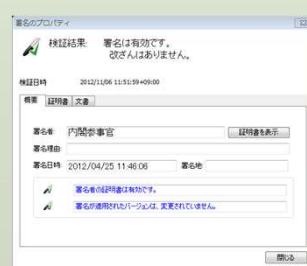 署名のプロパティ
検証結果: 署名は有効です。
改ざんはありません。
検証日時 2012/11/06 11:51:59+09:00
概要 証明書 文書
署名者: 内閣参事官 証明書を表示
署名理由:
署名日時: 2012/04/25 11:46:06 署名地:
署名者の証明書は有効です。
署名が適用されたバージョンは、変更されていません。
閉じる